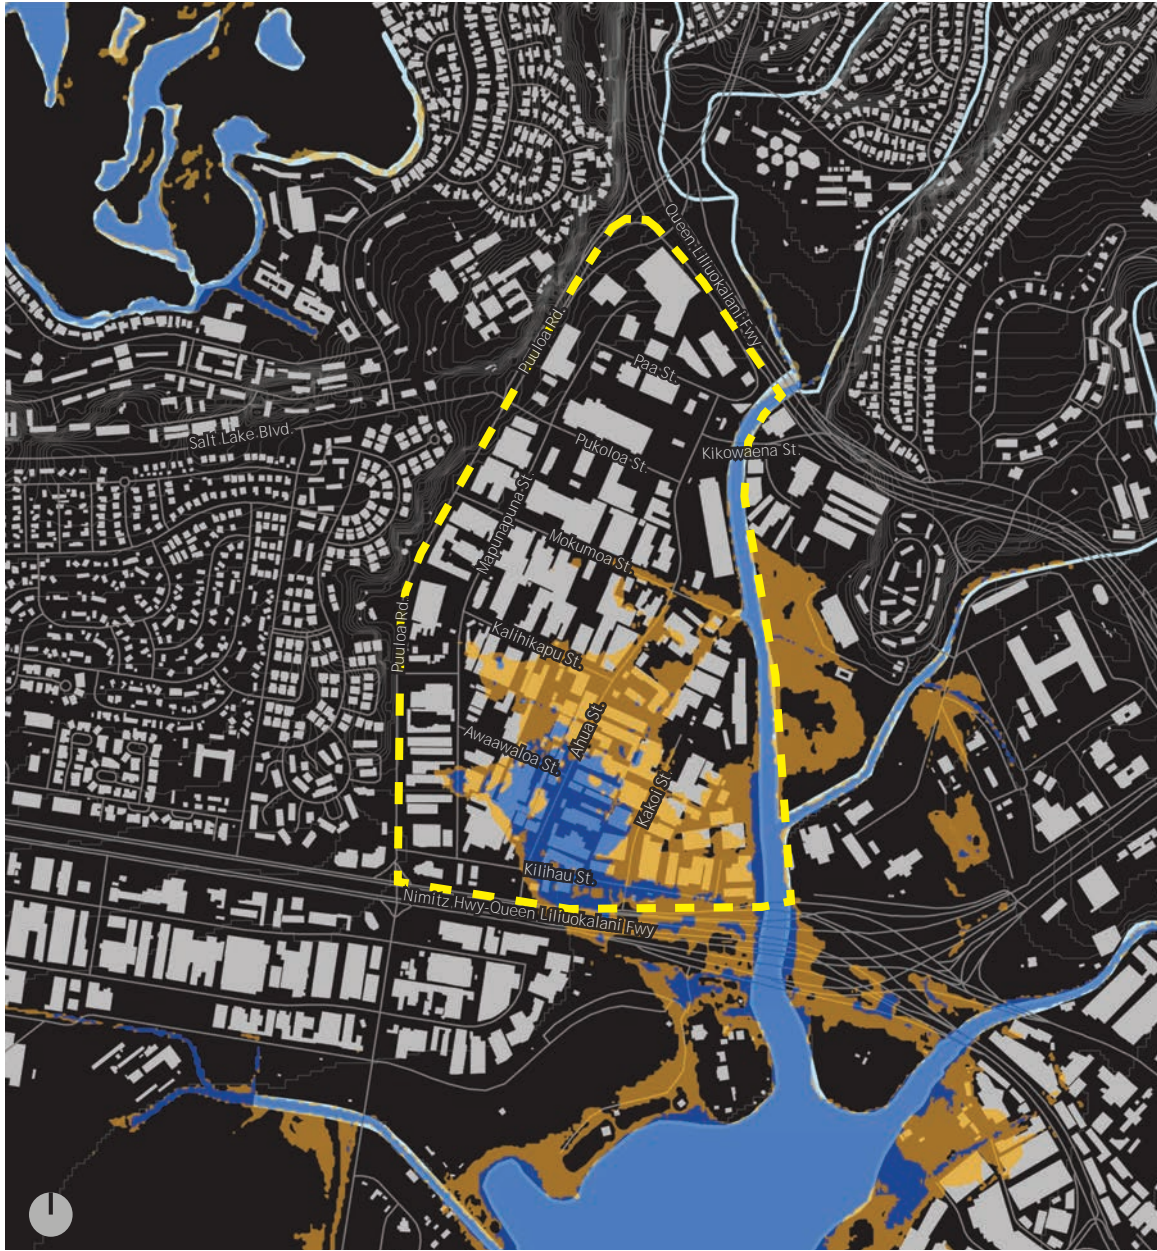 Queen Liliuokalani Fwy
Puuloa Rd.
Paa St.
Salt Lake Blvd.
Pukoloa St.
Kikowaena St.
Mapunapuna St.
Mokumoa St.
Puuloa Rd.
Kalihikapu St.
Ahua St.
Awaawaloa St.
Kakoi St.
Kilihau St.
Nimitz Hwy-Queen Liliuokalani Fwy